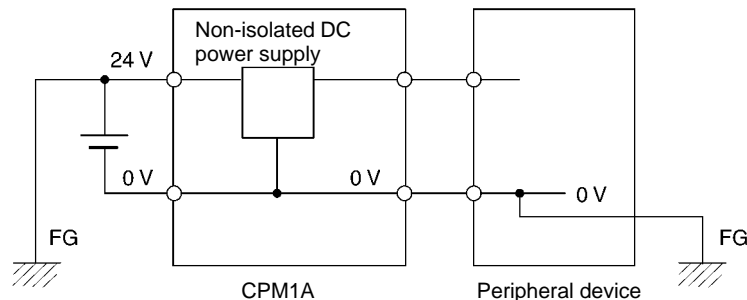 Non-isolated DC
power supply
24 V
0 V
0 V
0 V
FG
FG
CPM1A
Peripheral device